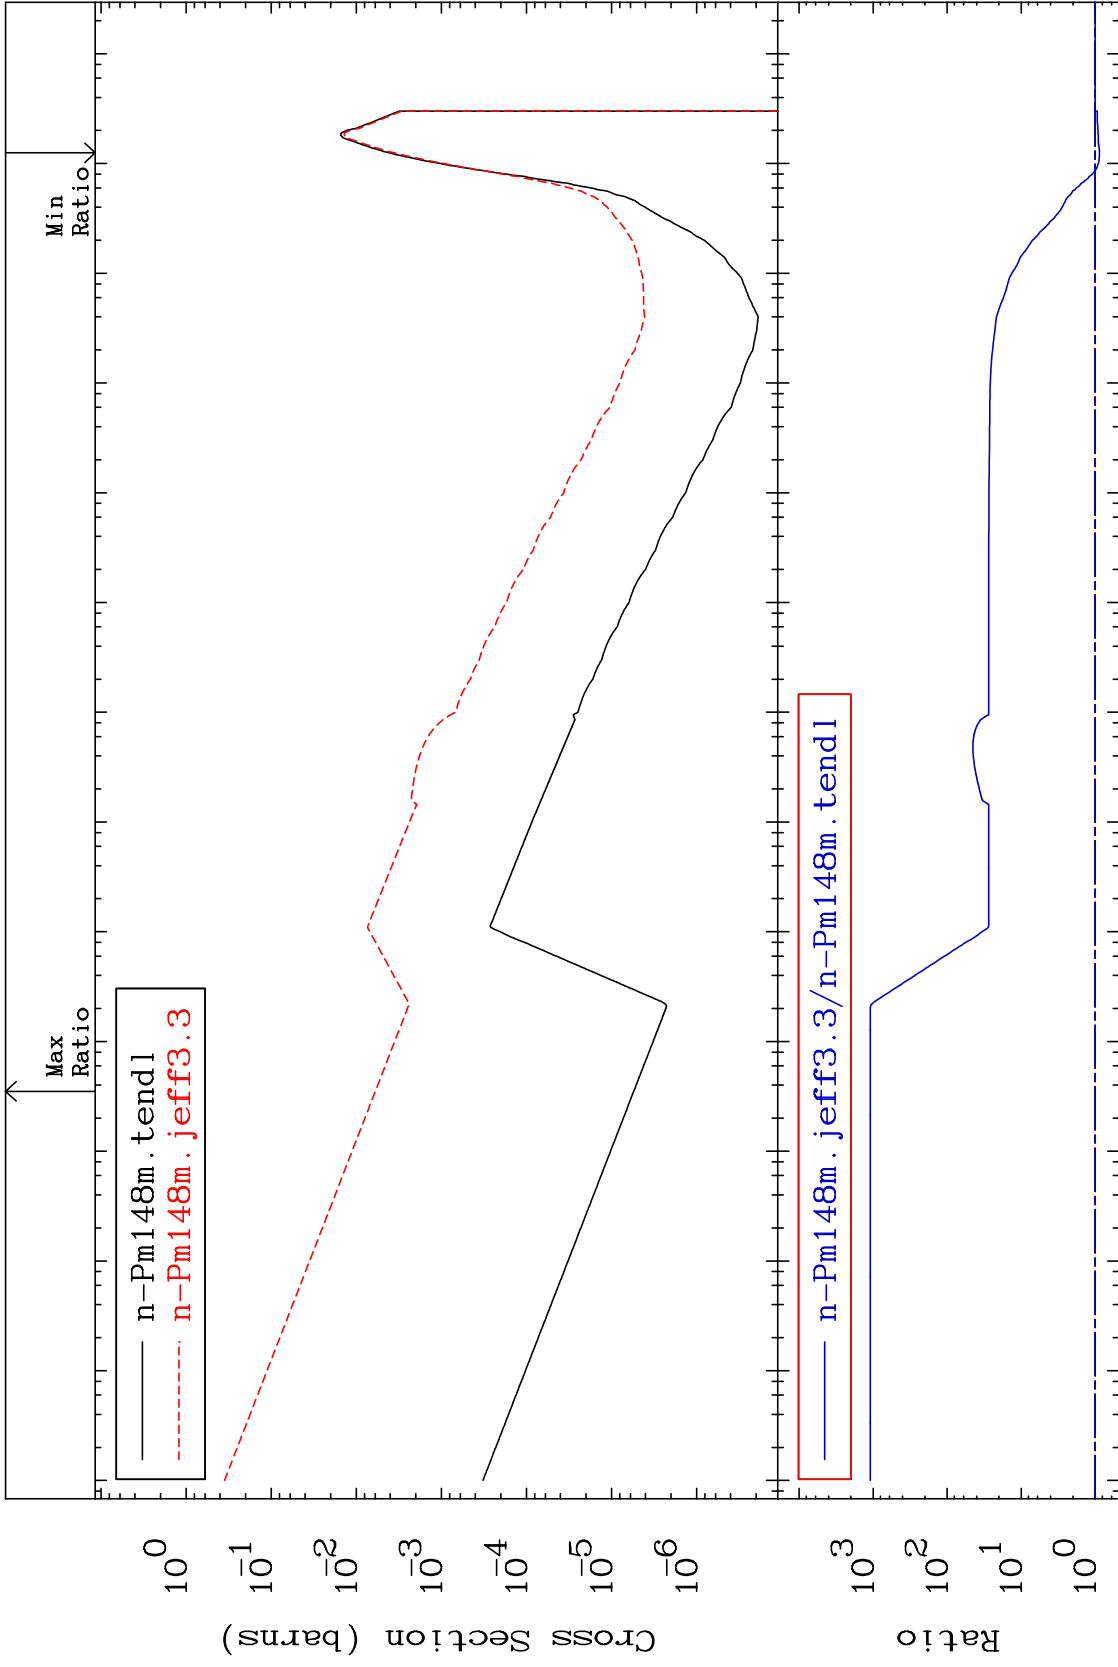 Max
Ratio
Min
Ratio
n-Pm148m.tendl
n-Pm148m.jeff3.3
10^0
10^-1
10^-2
10^-3
10^-4
10^-5
10^-6
Cross Section (barns)
n-Pm148m.jeff3.3/n-Pm148m.tendl
10^3
10^2
10^1
10^0
Ratio